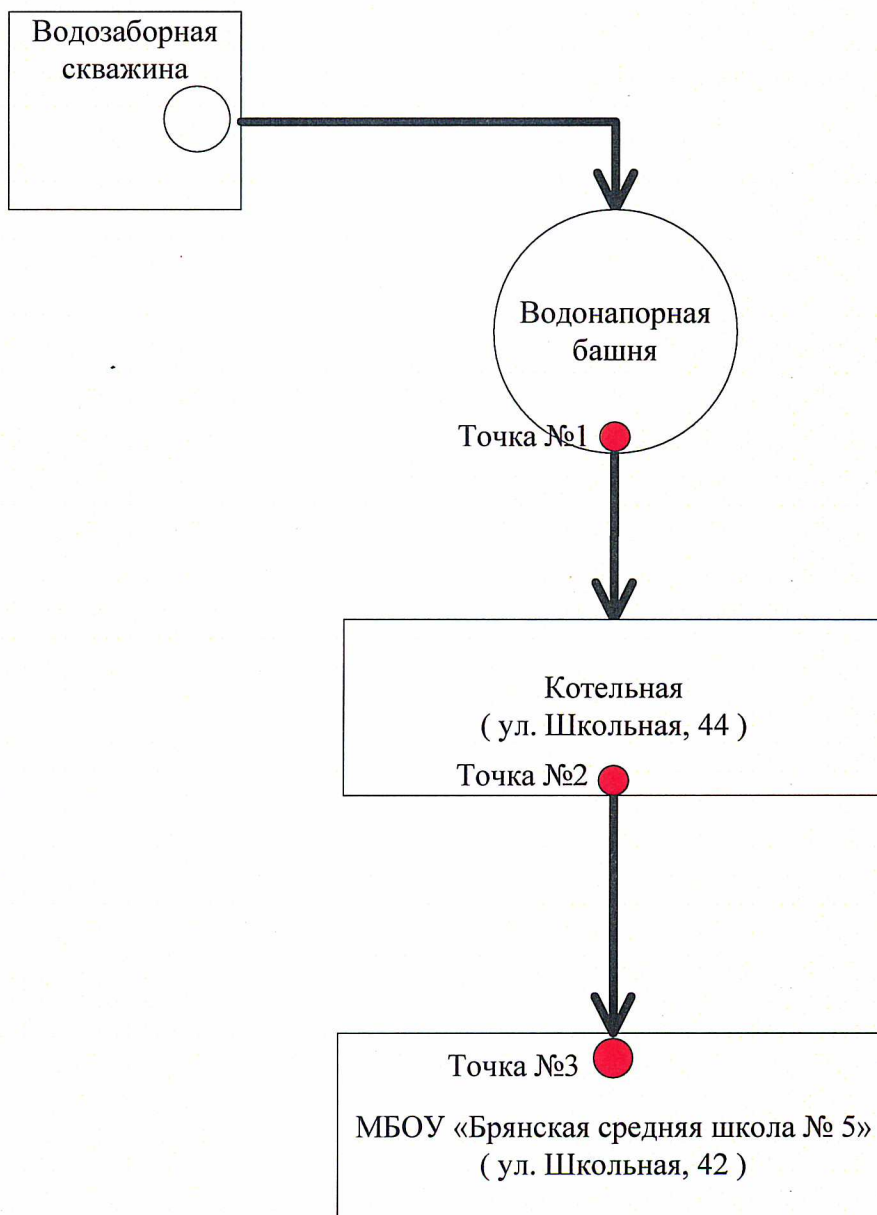 Водозаборная
скважина
Водонапорная
башня
Точка №1
Котельная
( ул. Школьная, 44 )
Точка №2
Точка №3
МБОУ «Брянская средняя школа № 5»
( ул. Школьная, 42 )